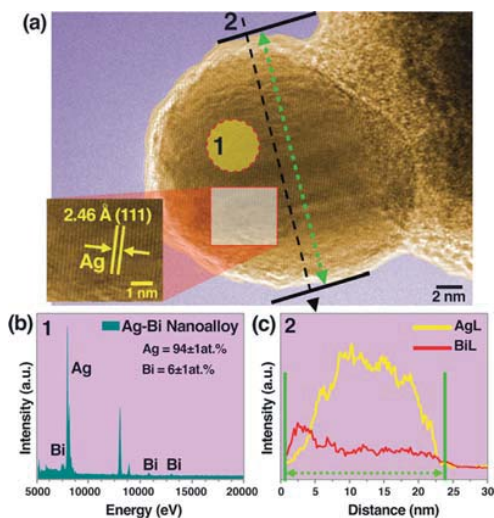 (a)
2
1
2.46 Å (111)
Ag
1 nm
2 nm
(b)
1
Ag-Bi Nanoalloy
Ag = 94±1at.%
Bi = 6±1at.%
Ag
Bi
Bi Bi
Intensity (a.u.)
5000 10000 15000 20000
Energy (eV)
(c)
2
AgL
BiL
Intensity (a.u.)
0 5 10 15 20 25 30
Distance (nm)